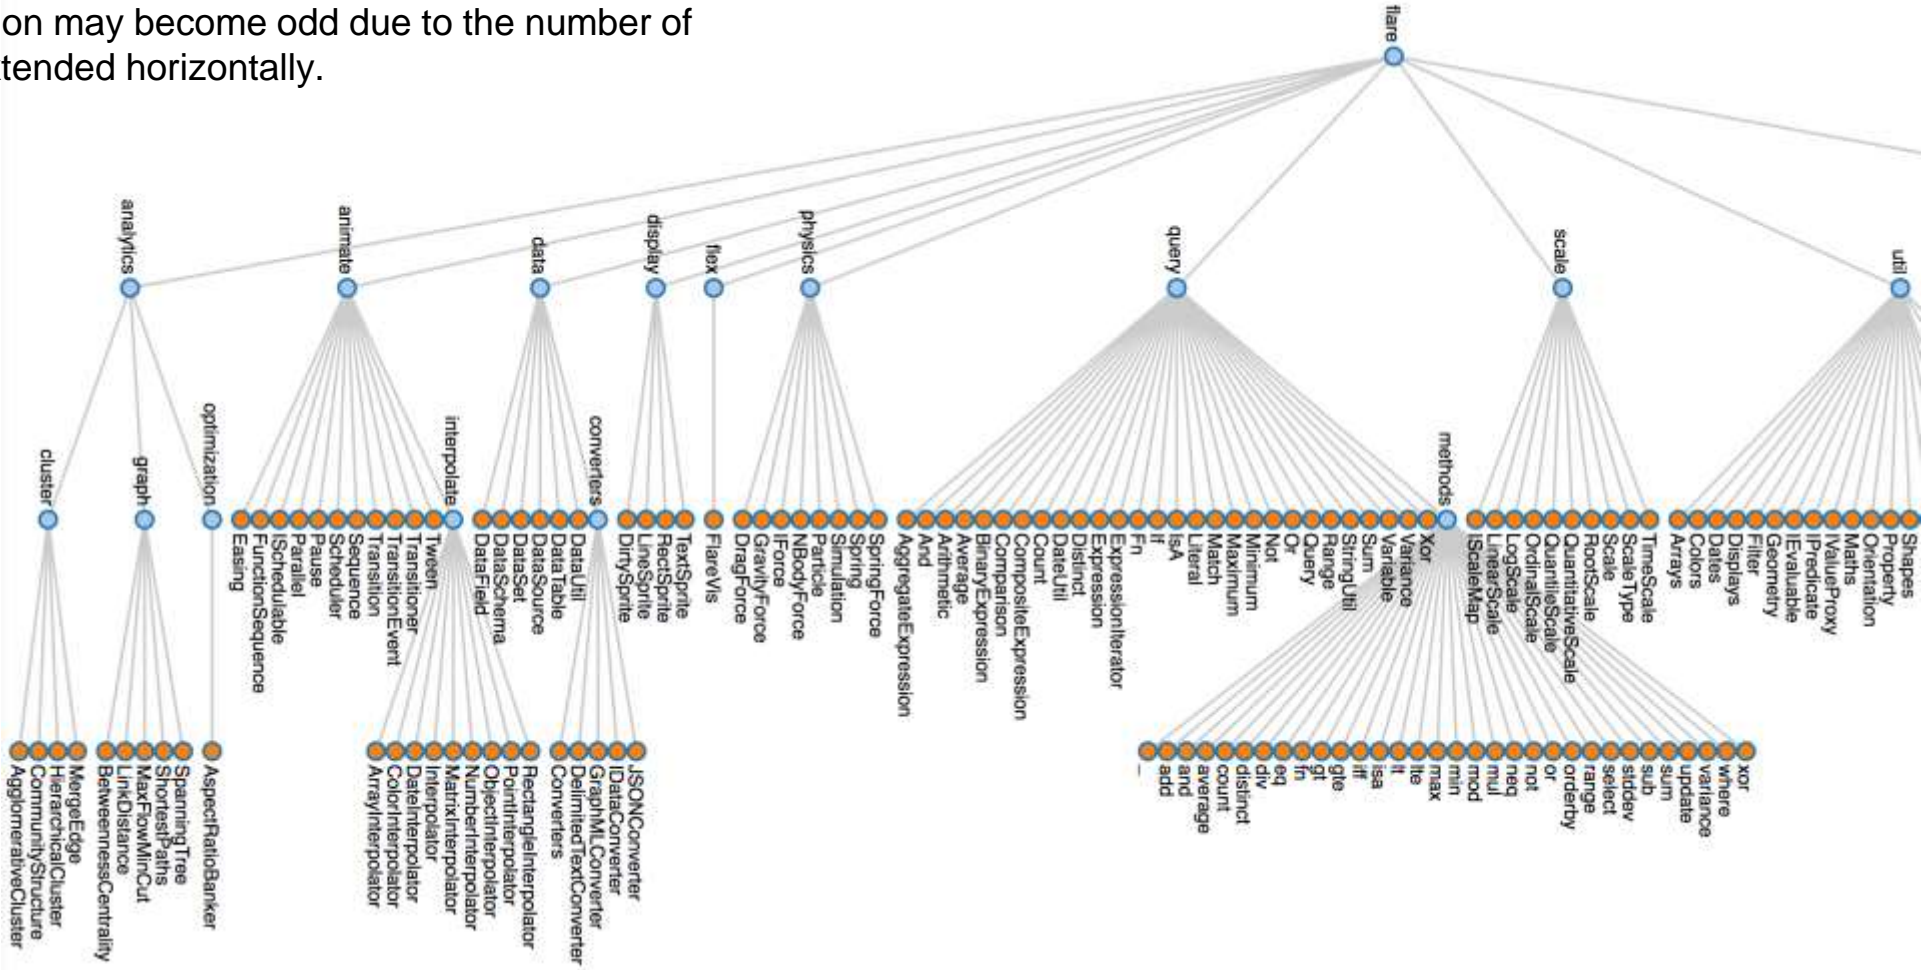 on may become odd due to the number of
tended horizontally.
flare
analytics
animate
data
display
flex
physics
query
scale
util
cluster
graph
optimization
interpolate
converters
methods
Easing
FunctionSequence
ISchedulable
Parallel
Pause
Scheduler
Sequence
Transition
TransitionEvent
Transitioner
Tween
DataField
DataSchema
DataSet
DataSource
DataTable
DataUtil
DirtySprite
LineSprite
RectSprite
TextSprite
FlareVis
DragForce
GravityForce
IForce
NBodyForce
Particle
Simulation
Spring
SpringForce
AggregateExpression
And
Arithmetic
Average
BinaryExpression
Comparison
CompositeExpression
Count
DateUtil
Distinct
Expression
ExpressionIterator
Fn
If
IsA
Literal
Match
Maximum
Minimum
Not
Or
Query
Range
StringUtil
Sum
Variable
Variance
Xor
IScaleMap
LinearScale
LogScale
OrdinalScale
QuantileScale
QuantitativeScale
RootScale
Scale
ScaleType
TimeScale
Arrays
Colors
Dates
Displays
Filter
Geometry
IEvaluable
IPredicate
IValueProxy
Maths
Orientation
Property
Shapes
AgglomerativeCluster
CommunityStructure
HierarchicalCluster
MergeEdge
BetweennessCentrality
LinkDistance
MaxFlowMinCut
ShortestPaths
SpanningTree
AspectRatioBanker
ArrayInterpolator
ColorInterpolator
DateInterpolator
Interpolator
MatrixInterpolator
NumberInterpolator
ObjectInterpolator
PointInterpolator
RectangleInterpolator
Converters
DelimitedTextConverter
GraphMLConverter
IDataConverter
JSONConverter
_
add
and
average
count
distinct
div
eq
fn
gt
gte
iff
isa
lt
lte
max
min
mod
mul
neq
not
or
orderby
range
select
stddev
sub
sum
update
variance
where
xor